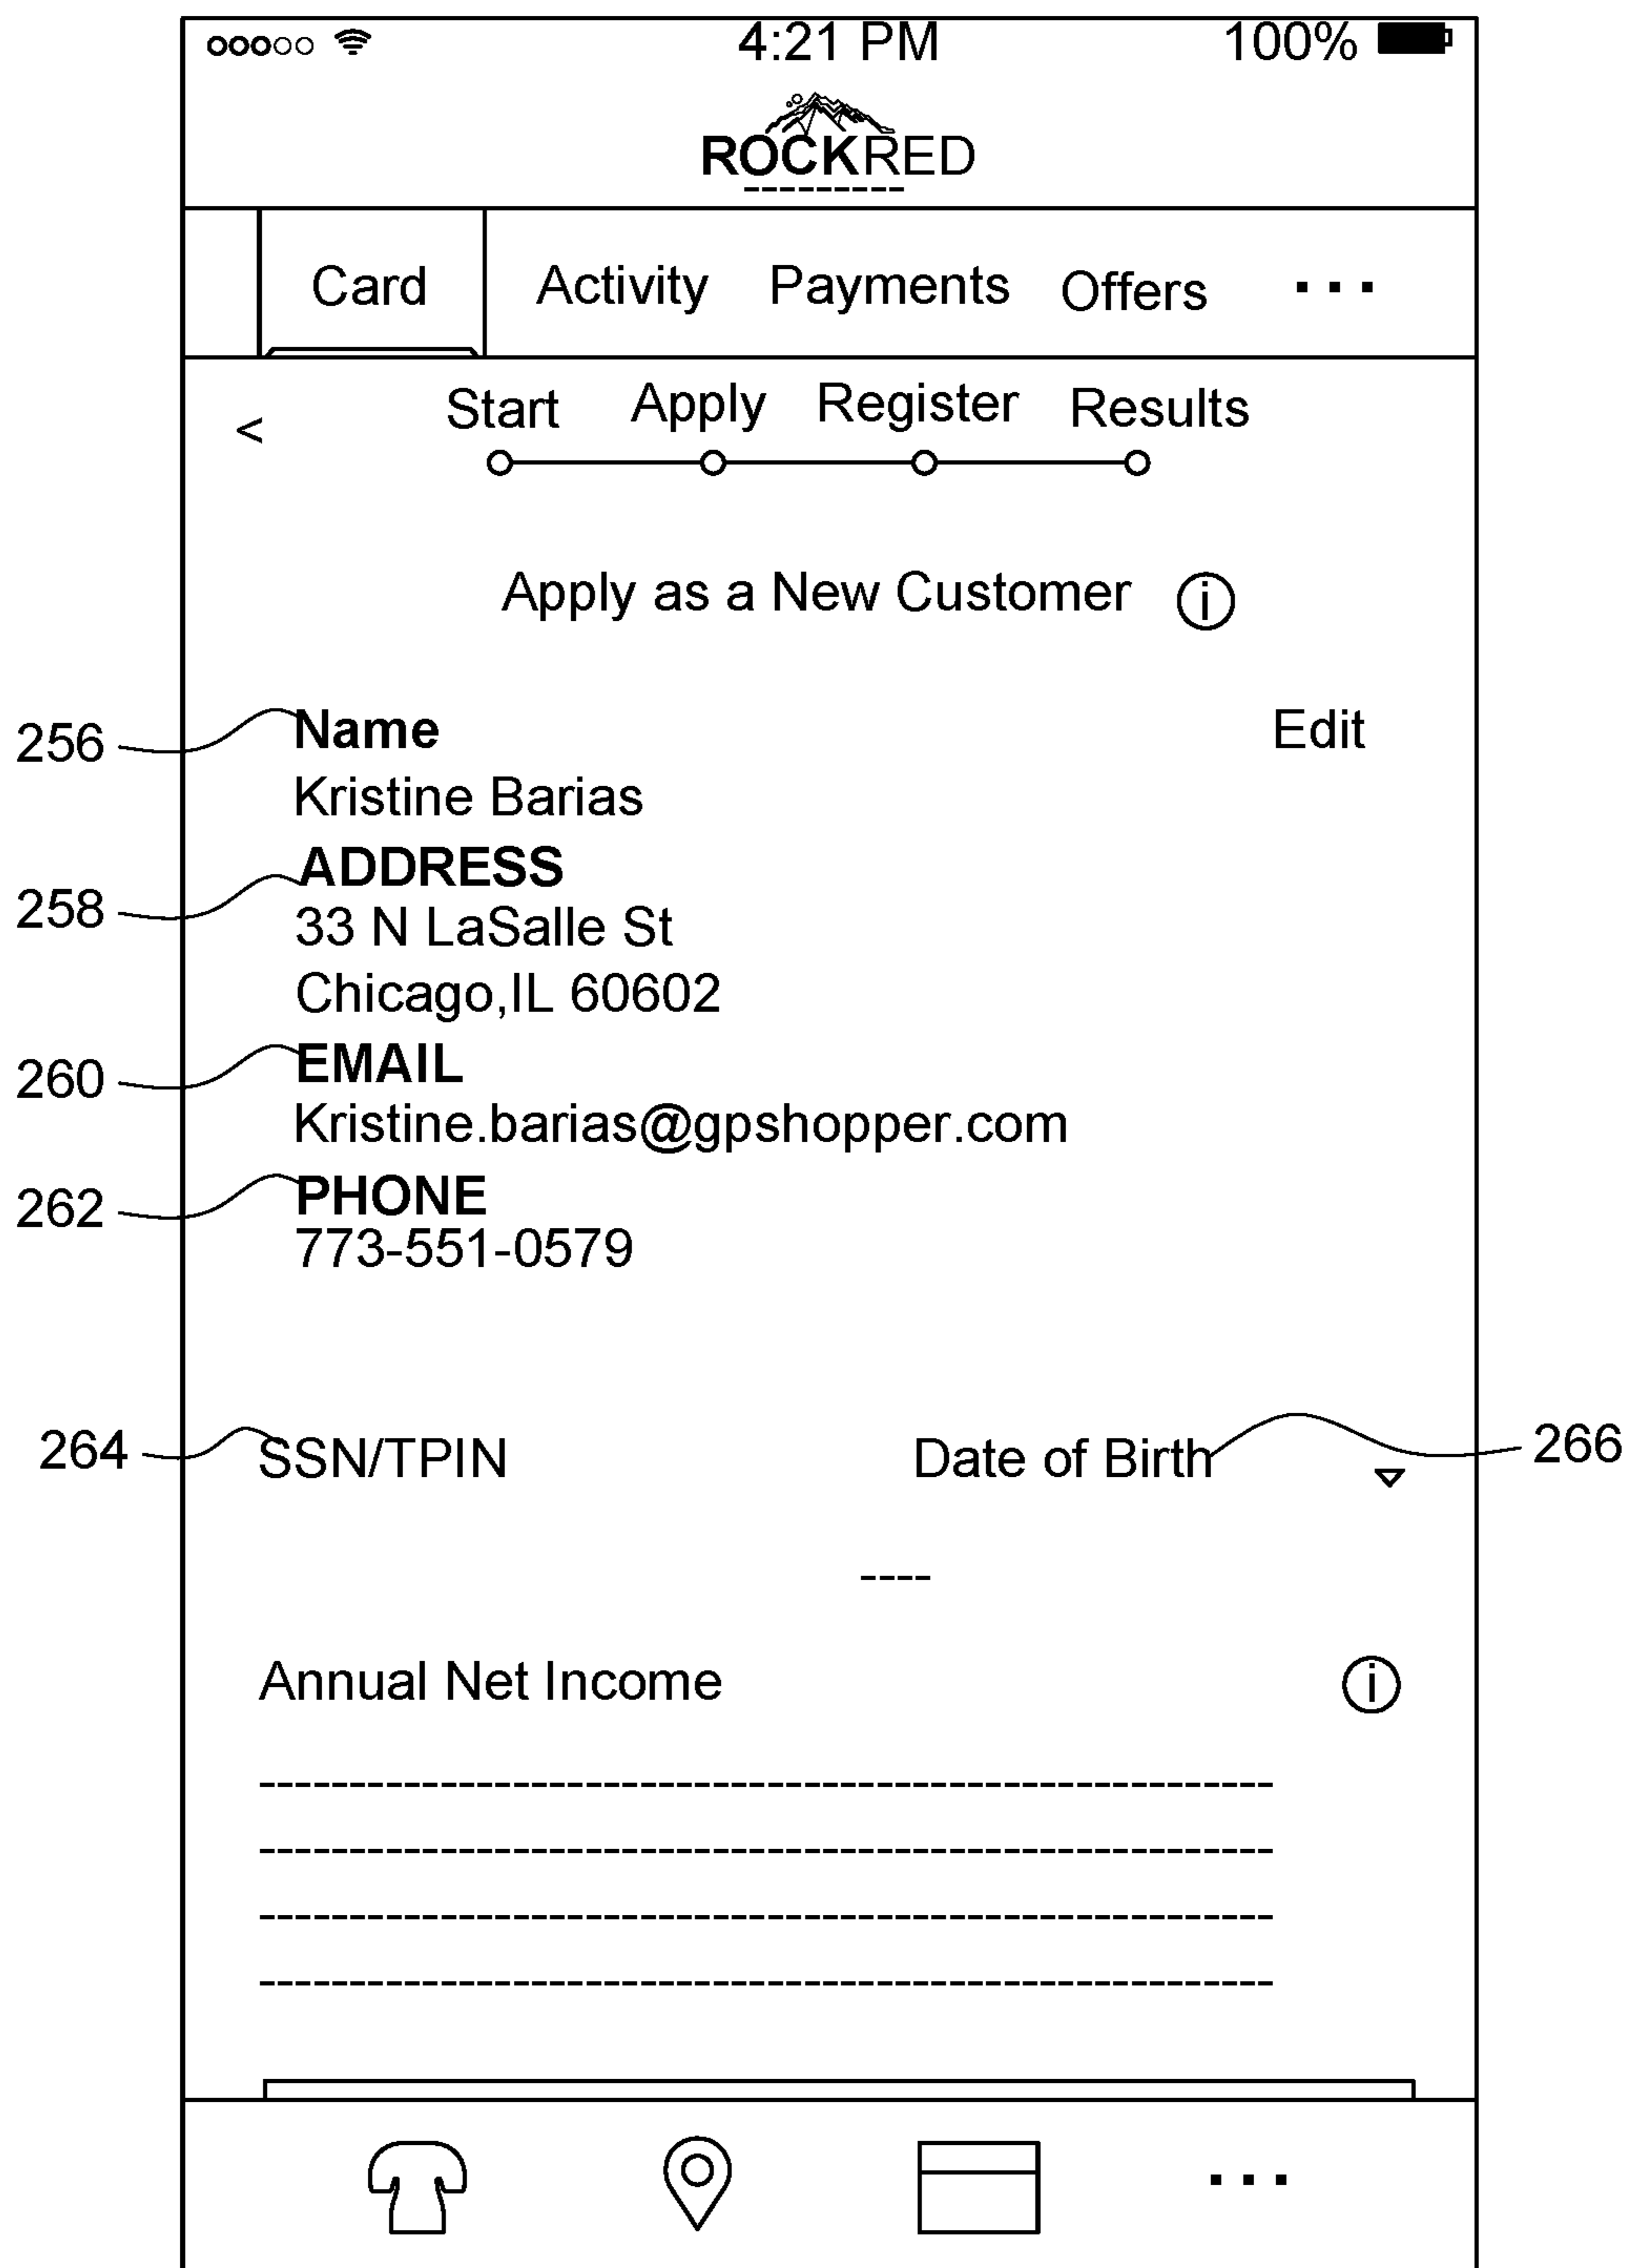 4:21 PM 100%
ROCKRED
Card Activity Payments Offers ...
< Start Apply Register Results
Apply as a New Customer i
256 Name Edit
Kristine Barias
258 ADDRESS
33 N LaSalle St
Chicago,IL 60602
260 EMAIL
Kristine.barias@gpshopper.com
262 PHONE
773-551-0579
264 SSN/TPIN Date of Birth 266
----
Annual Net Income i
...